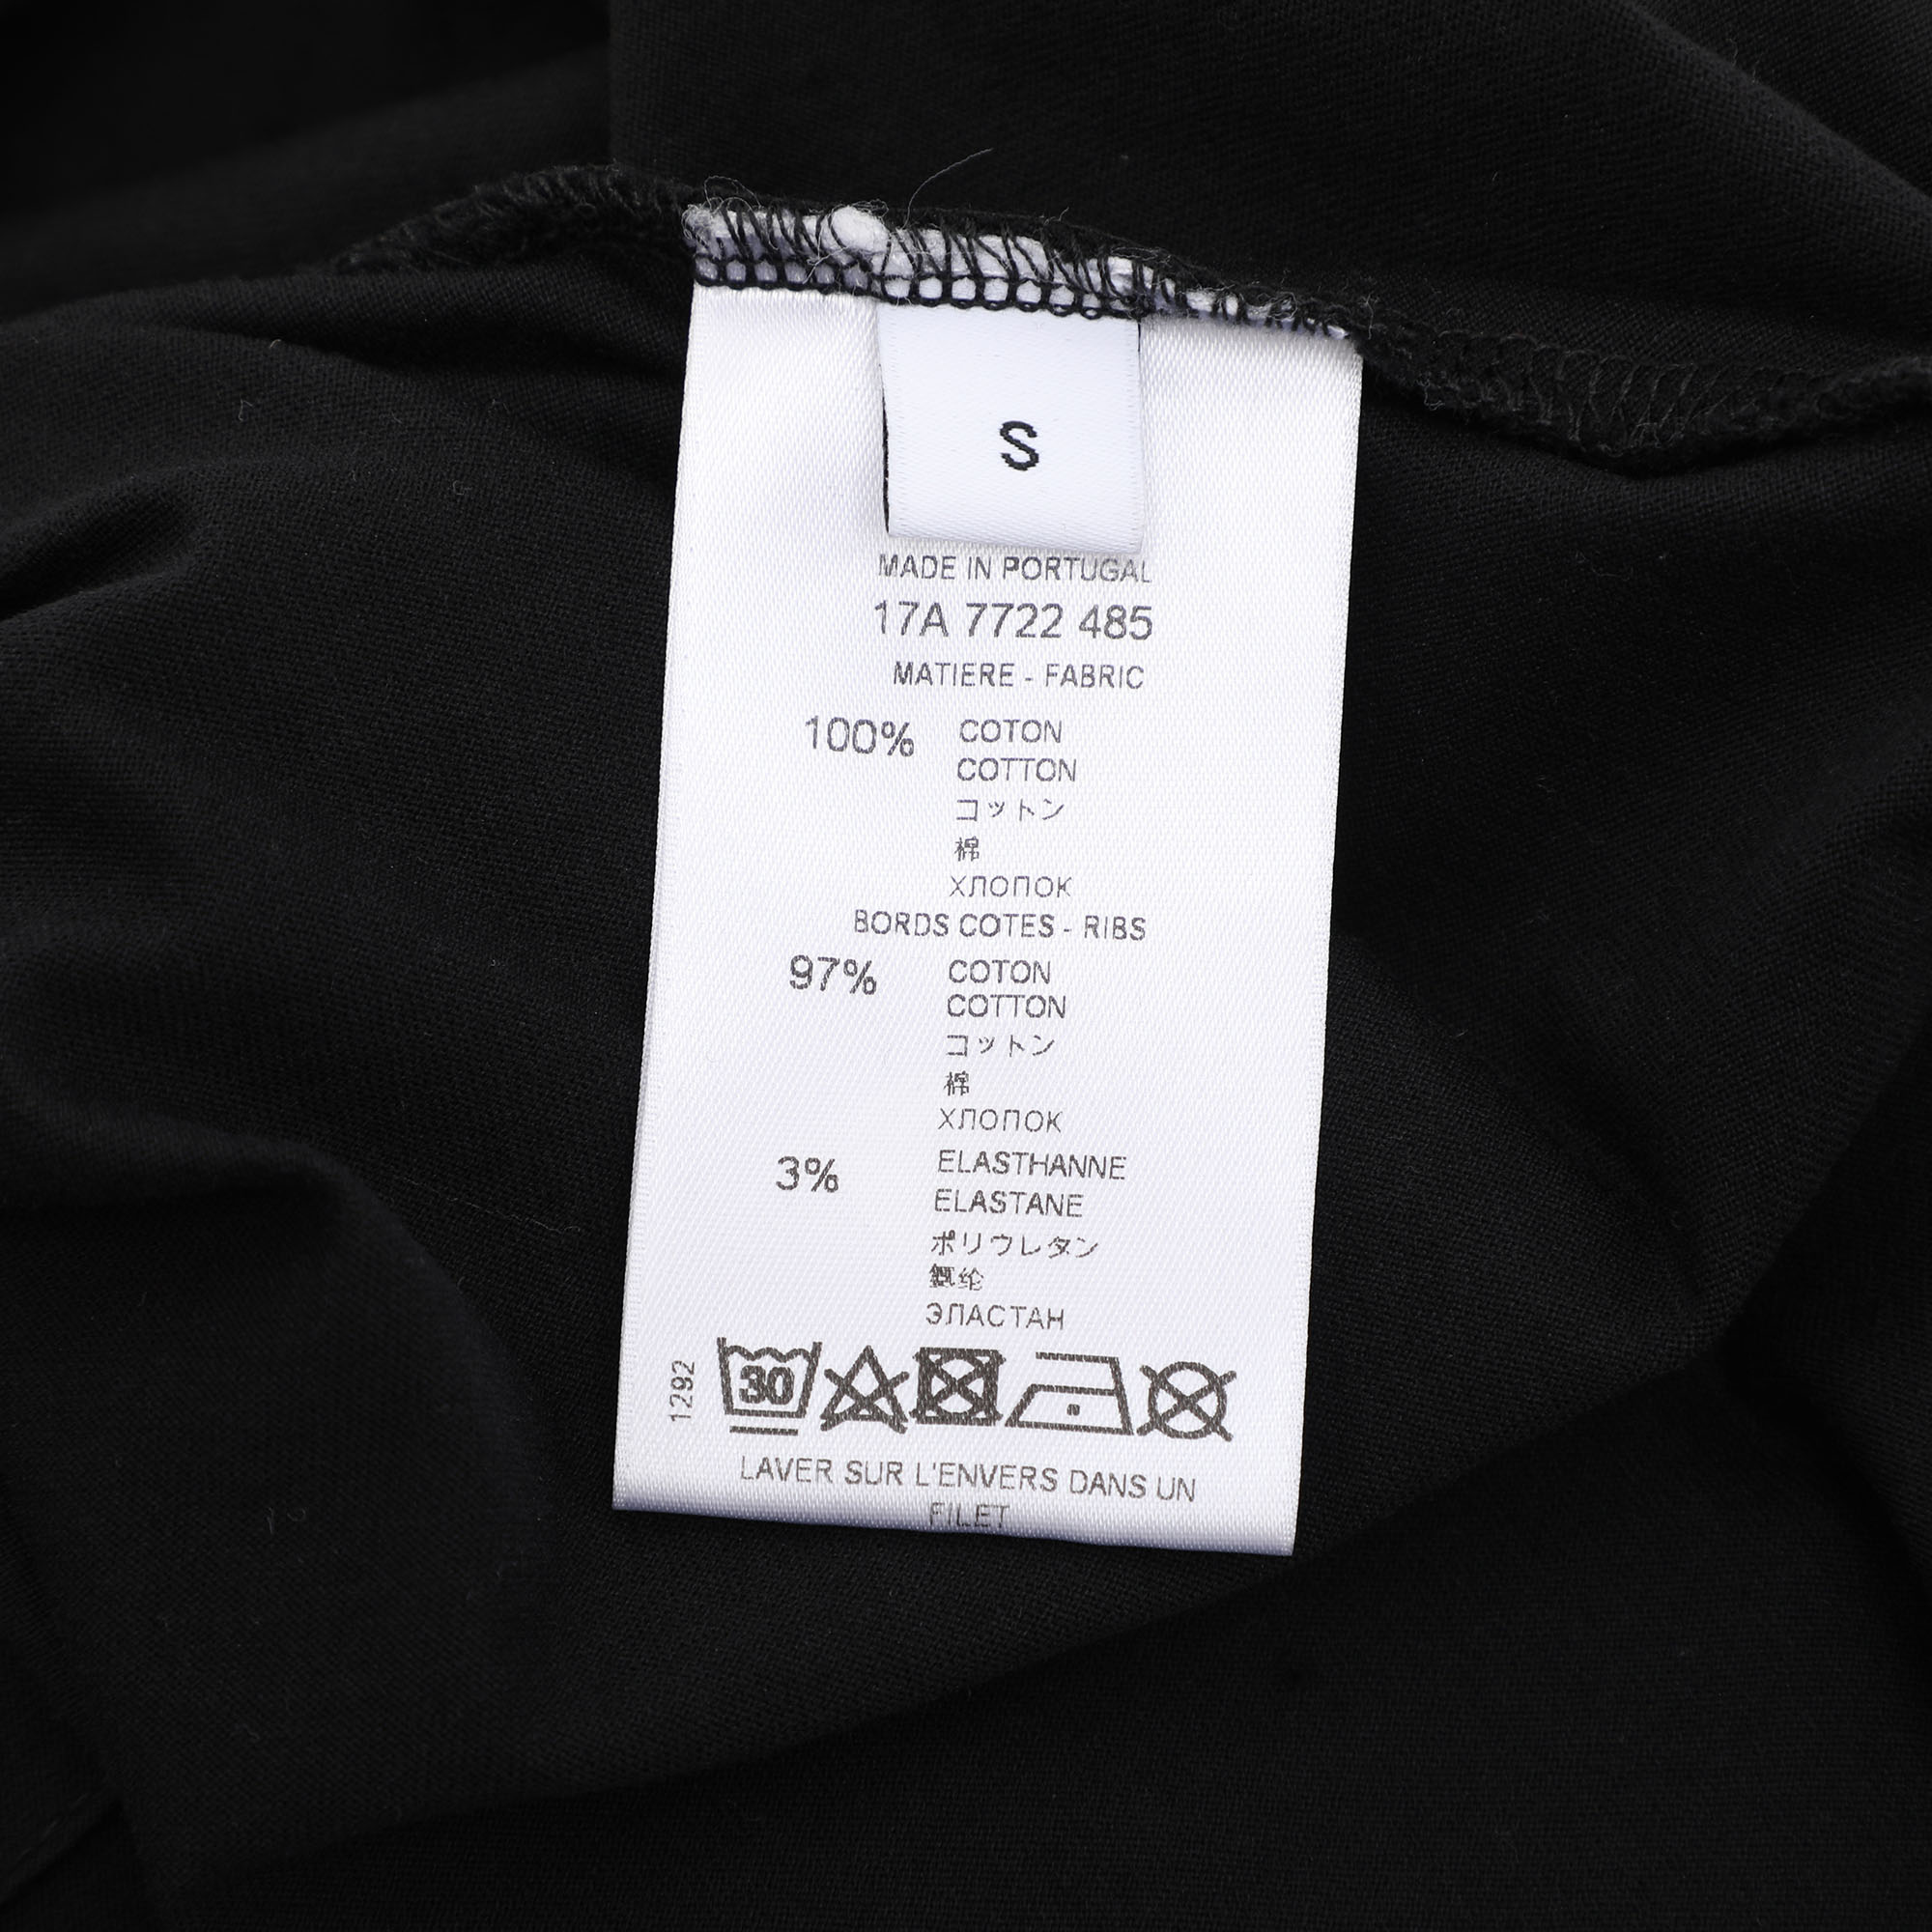 S
MADE IN PORTUGAL
17A 7722 485
MATIERE - FABRIC
100% COTON
COTTON
コットン
棉
ХЛОПОК
BORDS COTES - RIBS
97% COTON
COTTON
コットン
棉
ХЛОПОК
3% ELASTHANNE
ELASTANE
ポリウレタン
氨纶
ЭЛАСТАН
1292
30
LAVER SUR L'ENVERS DANS UN
FILET